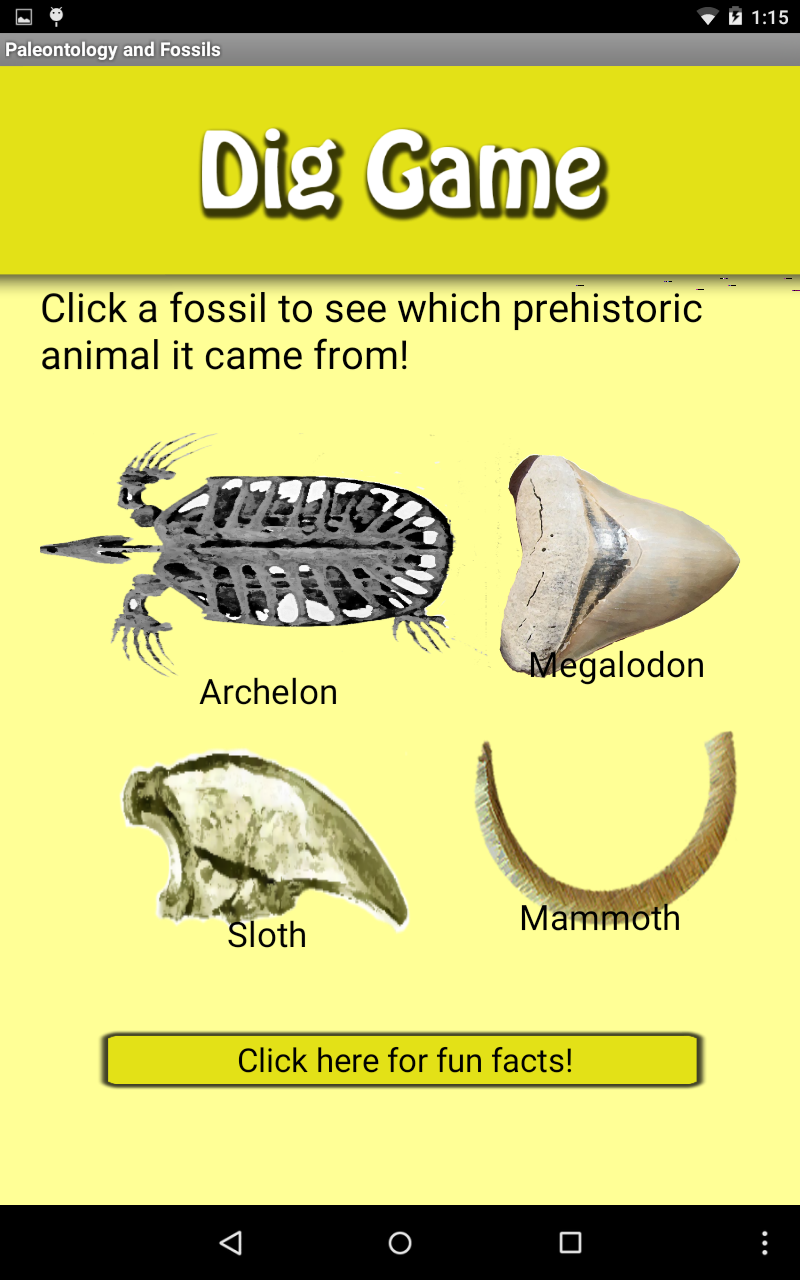 1:15
Paleontology and Fossils
Dig Game
Click a fossil to see which prehistoric
animal it came from!
Archelon
Megalodon
Sloth
Mammoth
Click here for fun facts!